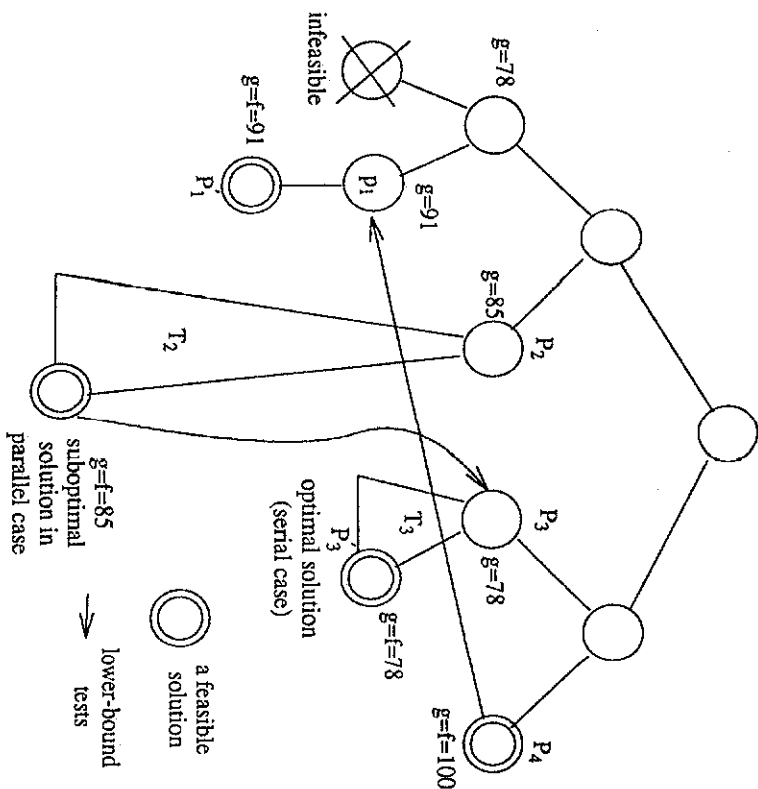 g=78
infeasible
g=91
p1
g=f=91
P'1
g=85
P2
T2
g=f=85
suboptimal
solution in
parallel case
P3
g=78
T3
P'3
g=f=78
optimal solution
(serial case)
P4
g=f=100
a feasible
solution
lower-bound
tests